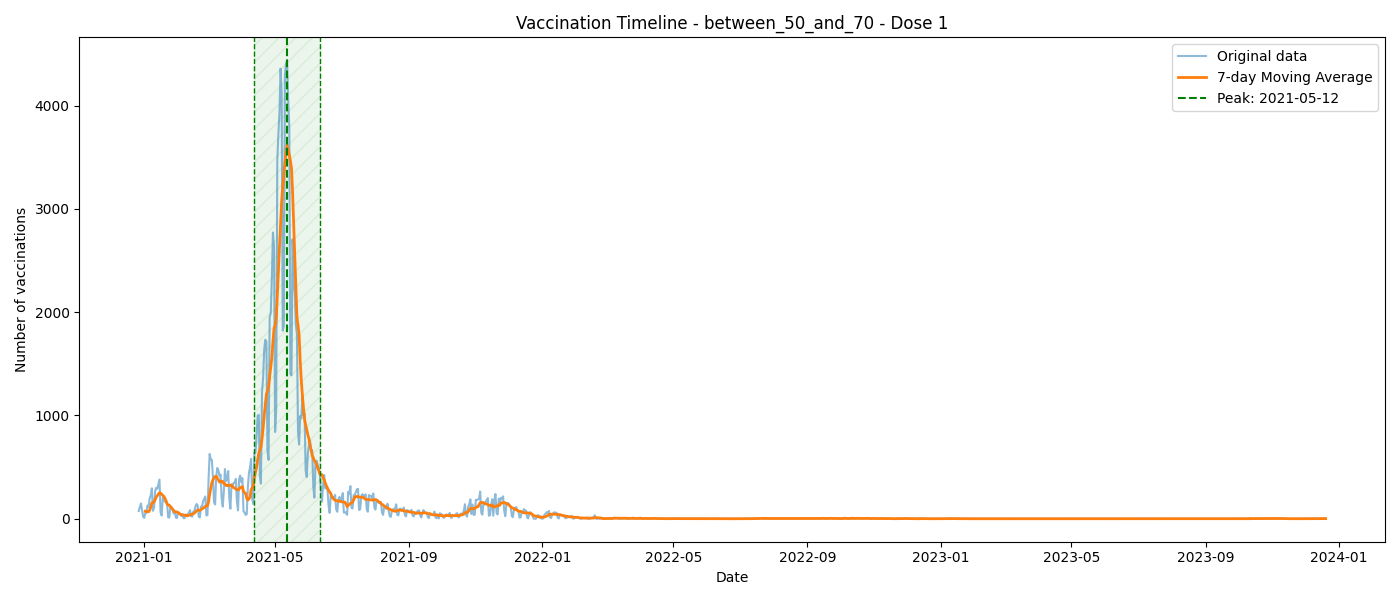 Vaccination Timeline - between_50_and_70 - Dose 1
Original data
7-day Moving Average
Peak: 2021-05-12
Number of vaccinations
4000
3000
2000
1000
0
2021-01 2021-05 2021-09 2022-01 2022-05 2022-09 2023-01 2023-05 2023-09 2024-01
Date